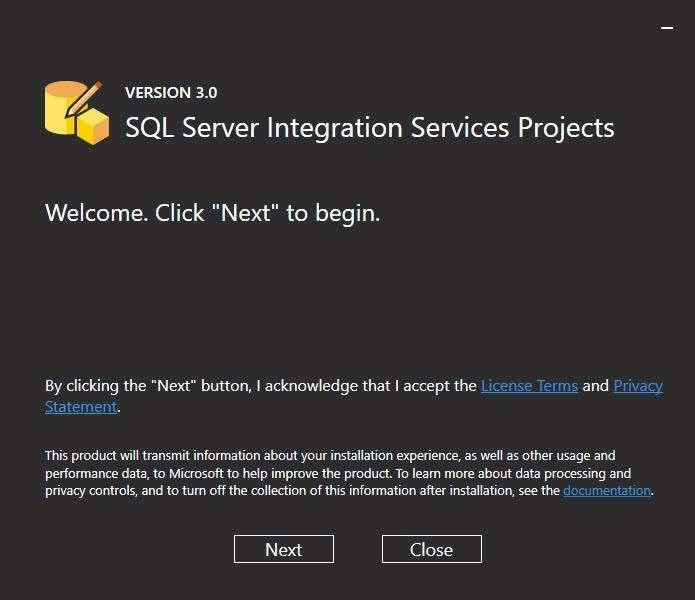 VERSION 3.0
SQL Server Integration Services Projects
Welcome. Click "Next" to begin.
By clicking the "Next" button, I acknowledge that I accept the License Terms and Privacy
Statement.
This product will transmit information about your installation experience, as well as other usage and
performance data, to Microsoft to help improve the product. To learn more about data processing and
privacy controls, and to turn off the collection of this information after installation, see the documentation.
Next
Close